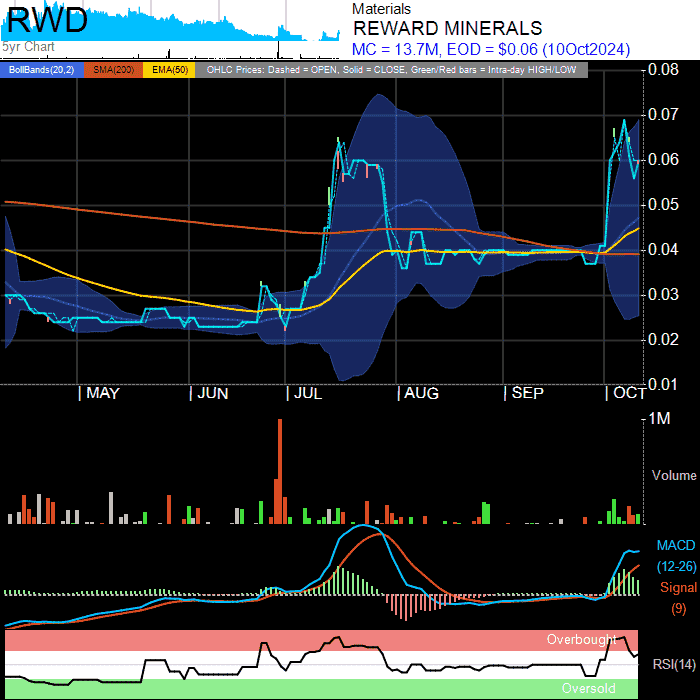 RWD
5yr Chart
Materials
REWARD MINERALS
MC = 13.7M, EOD = $0.06 (10Oct2024)
BollBands(20,2) SMA(200) EMA(50) OHLC Prices: Dashed = OPEN, Solid = CLOSE, Green/Red bars = Intra-day HIGH/LOW
0.08
0.07
0.06
0.05
0.04
0.03
0.02
0.01
| MAY | JUN | JUL | AUG | SEP | OCT
1M
Volume
MACD
(12-26)
Signal
(9)
Overbought
RSI(14)
Oversold